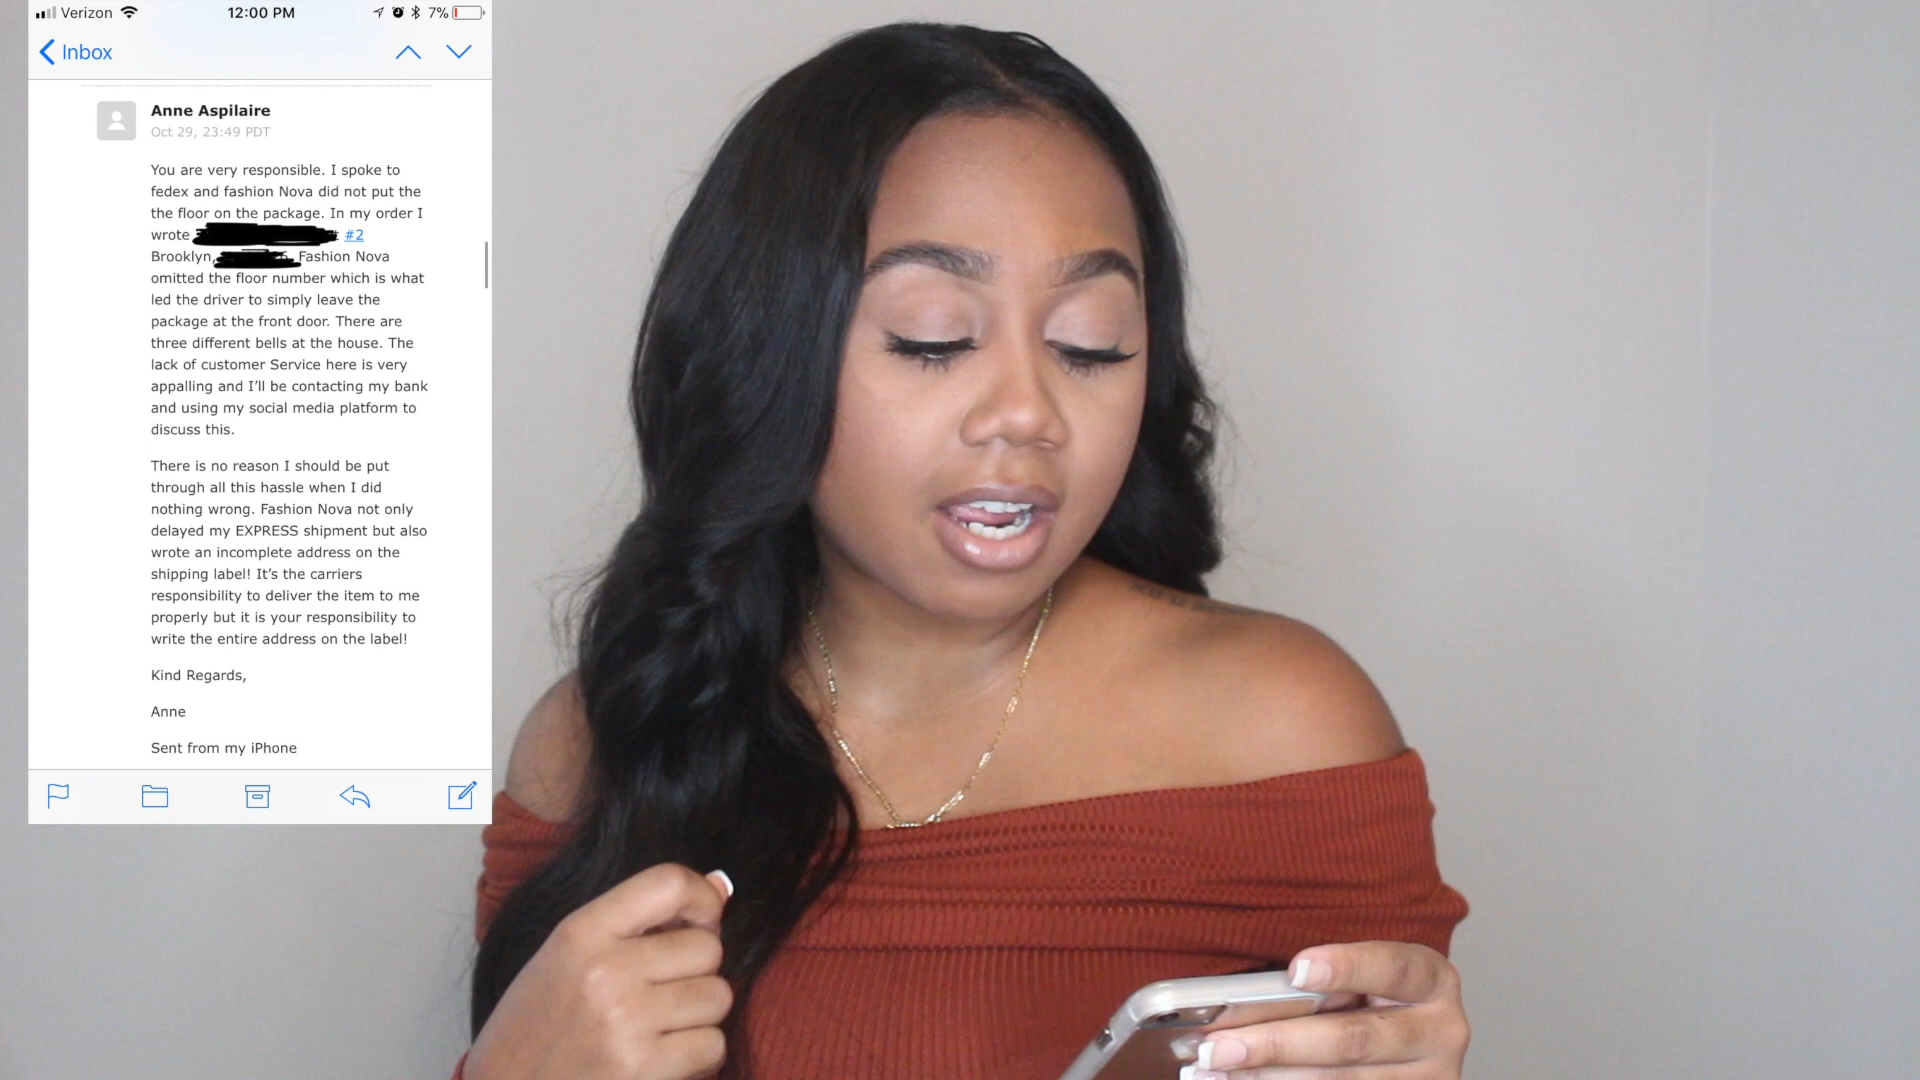 Verizon 12:00 PM 7%
Inbox
Anne Aspilaire
Oct 29, 23:49 PDT
You are very responsible. I spoke to
fedex and fashion Nova did not put the
the floor on the package. In my order I
wrote #2
Brooklyn, Fashion Nova
omitted the floor number which is what
led the driver to simply leave the
package at the front door. There are
three different bells at the house. The
lack of customer Service here is very
appalling and I’ll be contacting my bank
and using my social media platform to
discuss this.
There is no reason I should be put
through all this hassle when I did
nothing wrong. Fashion Nova not only
delayed my EXPRESS shipment but also
wrote an incomplete address on the
shipping label! It’s the carriers
responsibility to deliver the item to me
properly but it is your responsibility to
write the entire address on the label!
Kind Regards,
Anne
Sent from my iPhone